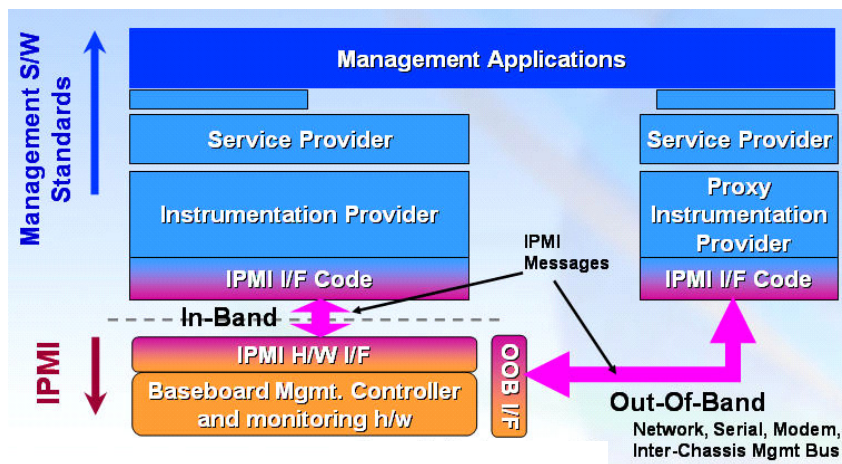 Management S/W
Standards
Management Applications
Service Provider
Service Provider
Instrumentation Provider
Proxy
Instrumentation
Provider
IPMI I/F Code
IPMI
Messages
IPMI I/F Code
In-Band
IPMI
IPMI H/W I/F
Baseboard Mgmt. Controller
and monitoring h/w
OOB I/F
Out-Of-Band
Network, Serial, Modem,
Inter-Chassis Mgmt Bus